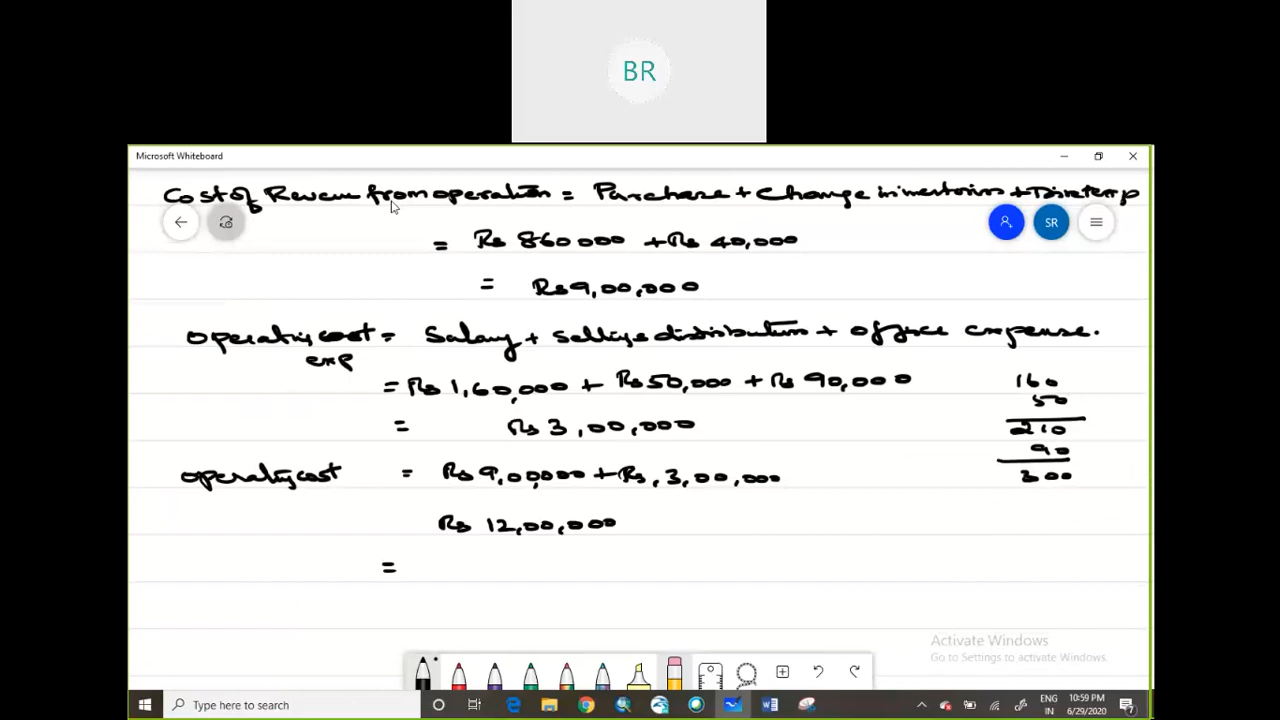 BR
Microsoft Whiteboard
Cost of Revenu from operation = Purchase + Change in inventories + Direct exp
SR
= Rs 860000 + Rs 40,000
= Rs 9,00,000
operating cost = Salary + selling distribution + office expense.
exp
= Rs 1,60,000 + Rs 50,000 + Rs 90,000
160
50
= Rs 3,00,000
210
90
operating cost = Rs 9,00,000 + Rs, 3,00,000
300
Rs 12,00,000
=
Activate Windows
Go to Settings to activate Windows.
Type here to search
ENG
IN
10:59 PM
6/29/2020